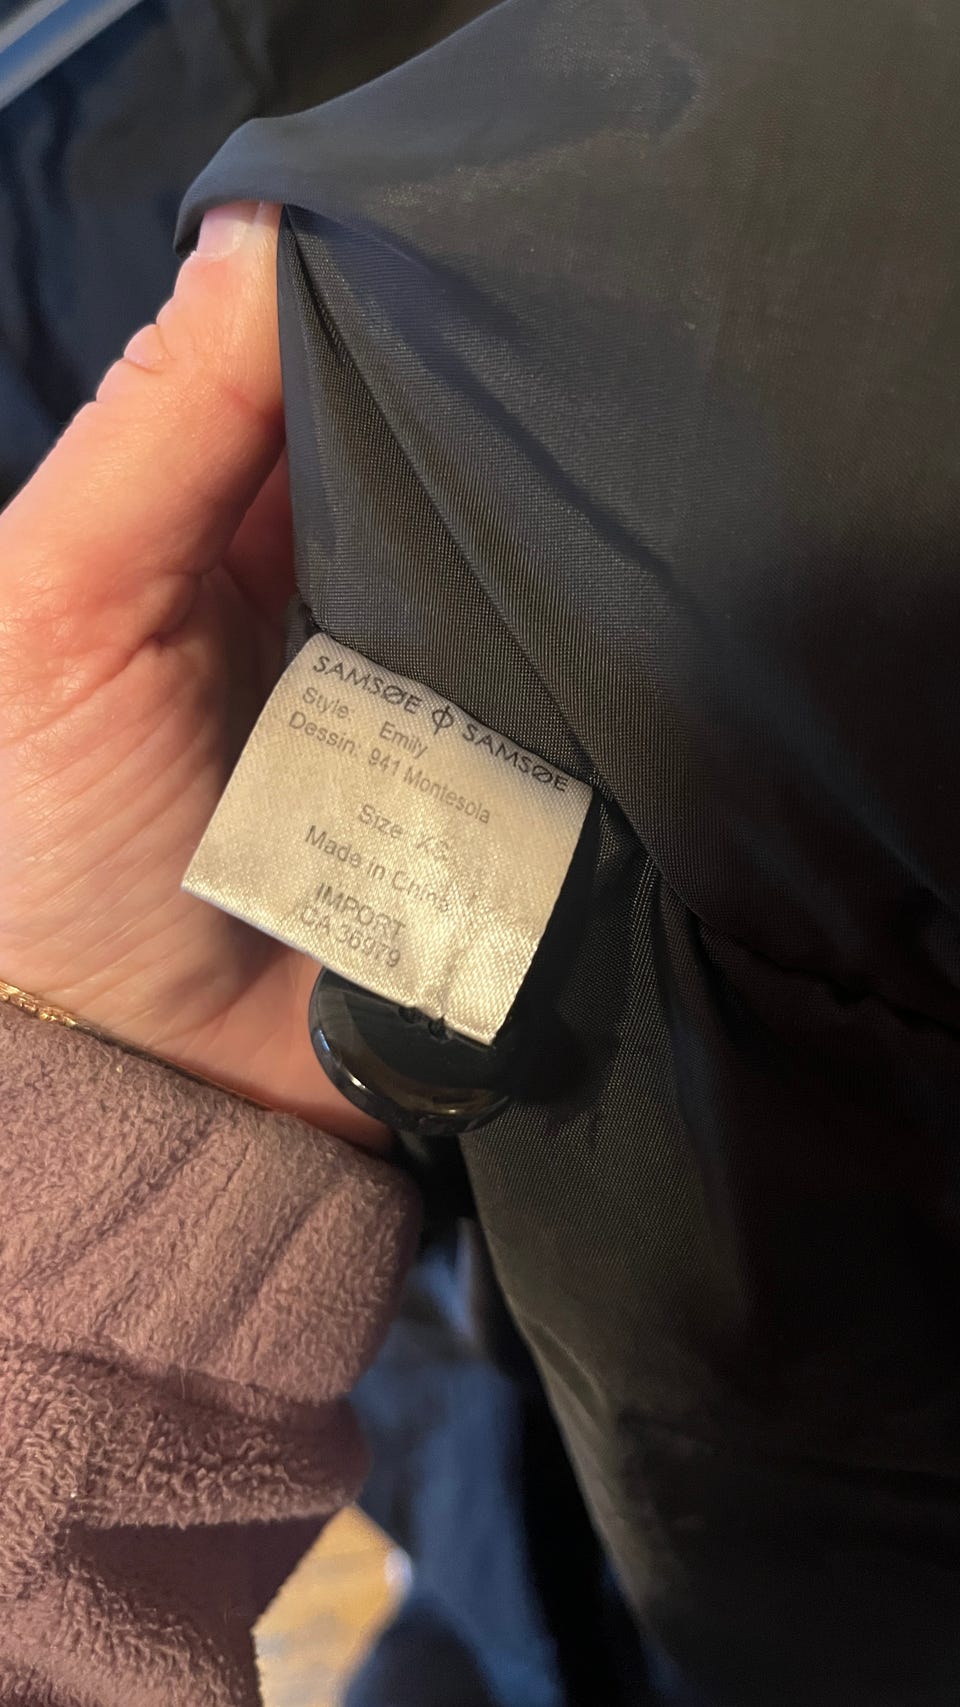 SAMSØE ϕ SAMSØE
Style: Emily
Dessin: 941 Montesola
Size XS
Made in China
IMPORT
CA 36979